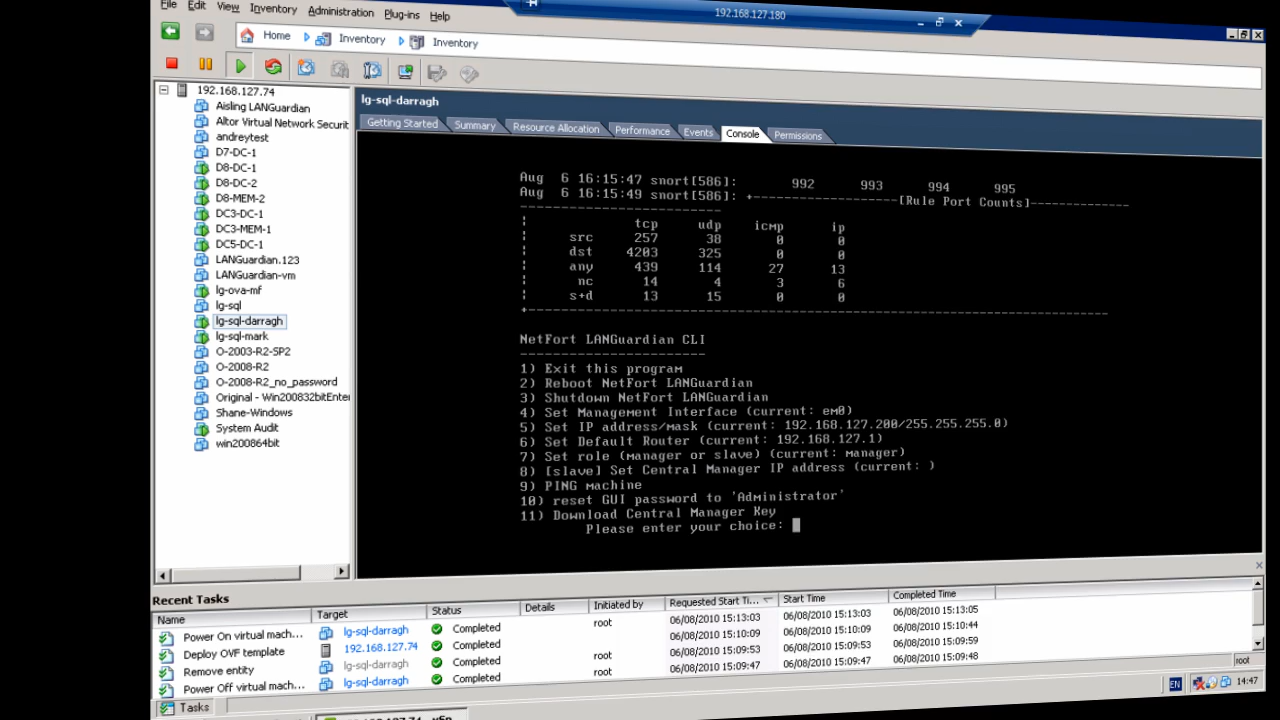 File Edit View Inventory Administration Plug-ins Help
192.168.127.180
Home Inventory Inventory
192.168.127.74
Aisling LANGuardian
Altor Virtual Network Securit
andreytest
D7-DC-1
D8-DC-1
D8-DC-2
D8-MEM-2
DC3-DC-1
DC3-MEM-1
DC5-DC-1
LANGuardian.123
LANGuardian-vm
lg-ova-mf
lg-sql
lg-sql-darragh
lg-sql-mark
O-2003-R2-SP2
O-2008-R2
O-2008-R2_no_password
Original - Win200832bitEnter
Shane-Windows
System Audit
win200864bit
lg-sql-darragh
Getting Started Summary Resource Allocation Performance Events Console Permissions
Aug 6 16:15:47 snort[586]: 992 993 994 995
Aug 6 16:15:49 snort[586]: +-------------------[Rule Port Counts]-------------
-------------------------
¦ tcp udp icmp ip
¦ src 257 38 0 0
¦ dst 4203 325 0 0
¦ any 439 114 27 13
¦ nc 14 4 3 6
¦ s+d 13 15 0 0
+----------------------------------------------------------------------------
NetFort LANGuardian CLI
-----------------------
1) Exit this program
2) Reboot NetFort LANGuardian
3) Shutdown NetFort LANGuardian
4) Set Management Interface (current: em0)
5) Set IP address/mask (current: 192.168.127.200/255.255.255.0)
6) Set Default Router (current: 192.168.127.1)
7) Set role (manager or slave) (current: manager)
8) [slave] Set Central Manager IP address (current: )
9) PING machine
10) reset GUI password to 'Administrator'
11) Download Central Manager Key
Please enter your choice:
Recent Tasks
Name Target Status Details Initiated by Requested Start Ti... Start Time Completed Time
Power On virtual mach... lg-sql-darragh Completed root 06/08/2010 15:13:03 06/08/2010 15:13:03 06/08/2010 15:13:05
Deploy OVF template 192.168.127.74 Completed 06/08/2010 15:10:09 06/08/2010 15:10:09 06/08/2010 15:10:44
Remove entity lg-sql-darragh Completed root 06/08/2010 15:09:53 06/08/2010 15:09:53 06/08/2010 15:09:59
Power Off virtual mach... lg-sql-darragh Completed root 06/08/2010 15:09:47 06/08/2010 15:09:47 06/08/2010 15:09:48
Tasks root
EN 14:47